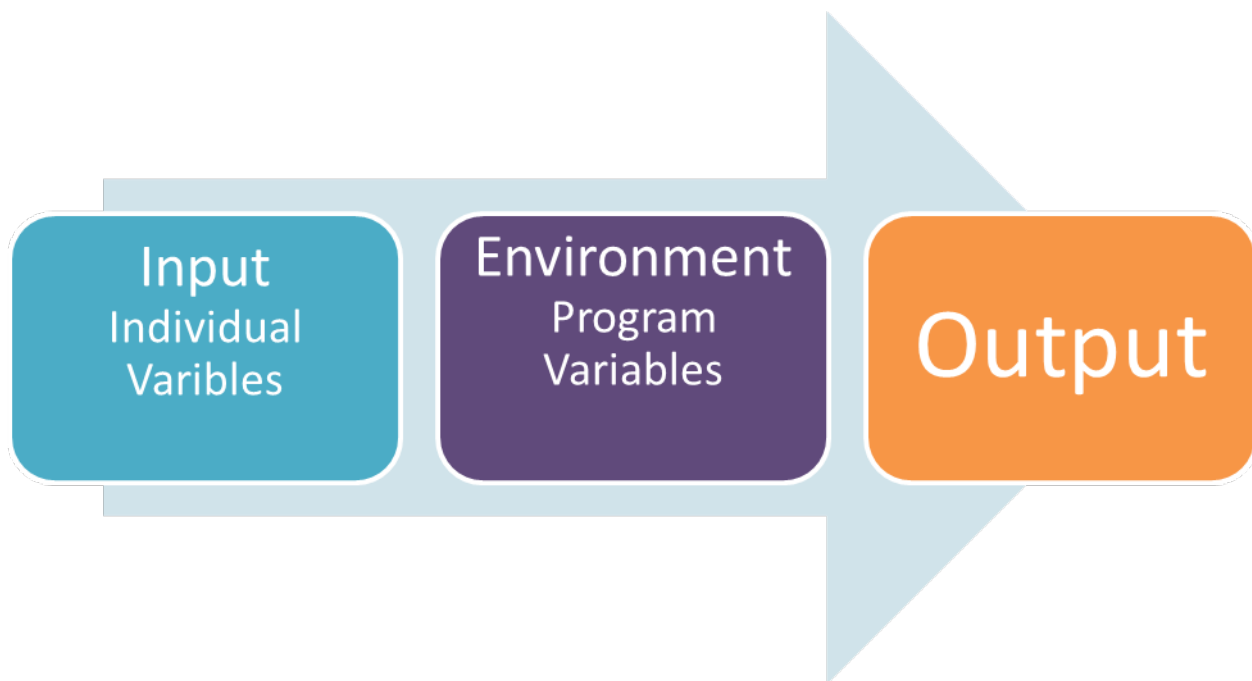 Input
Individual
Varibles
Environment
Program
Variables
Output